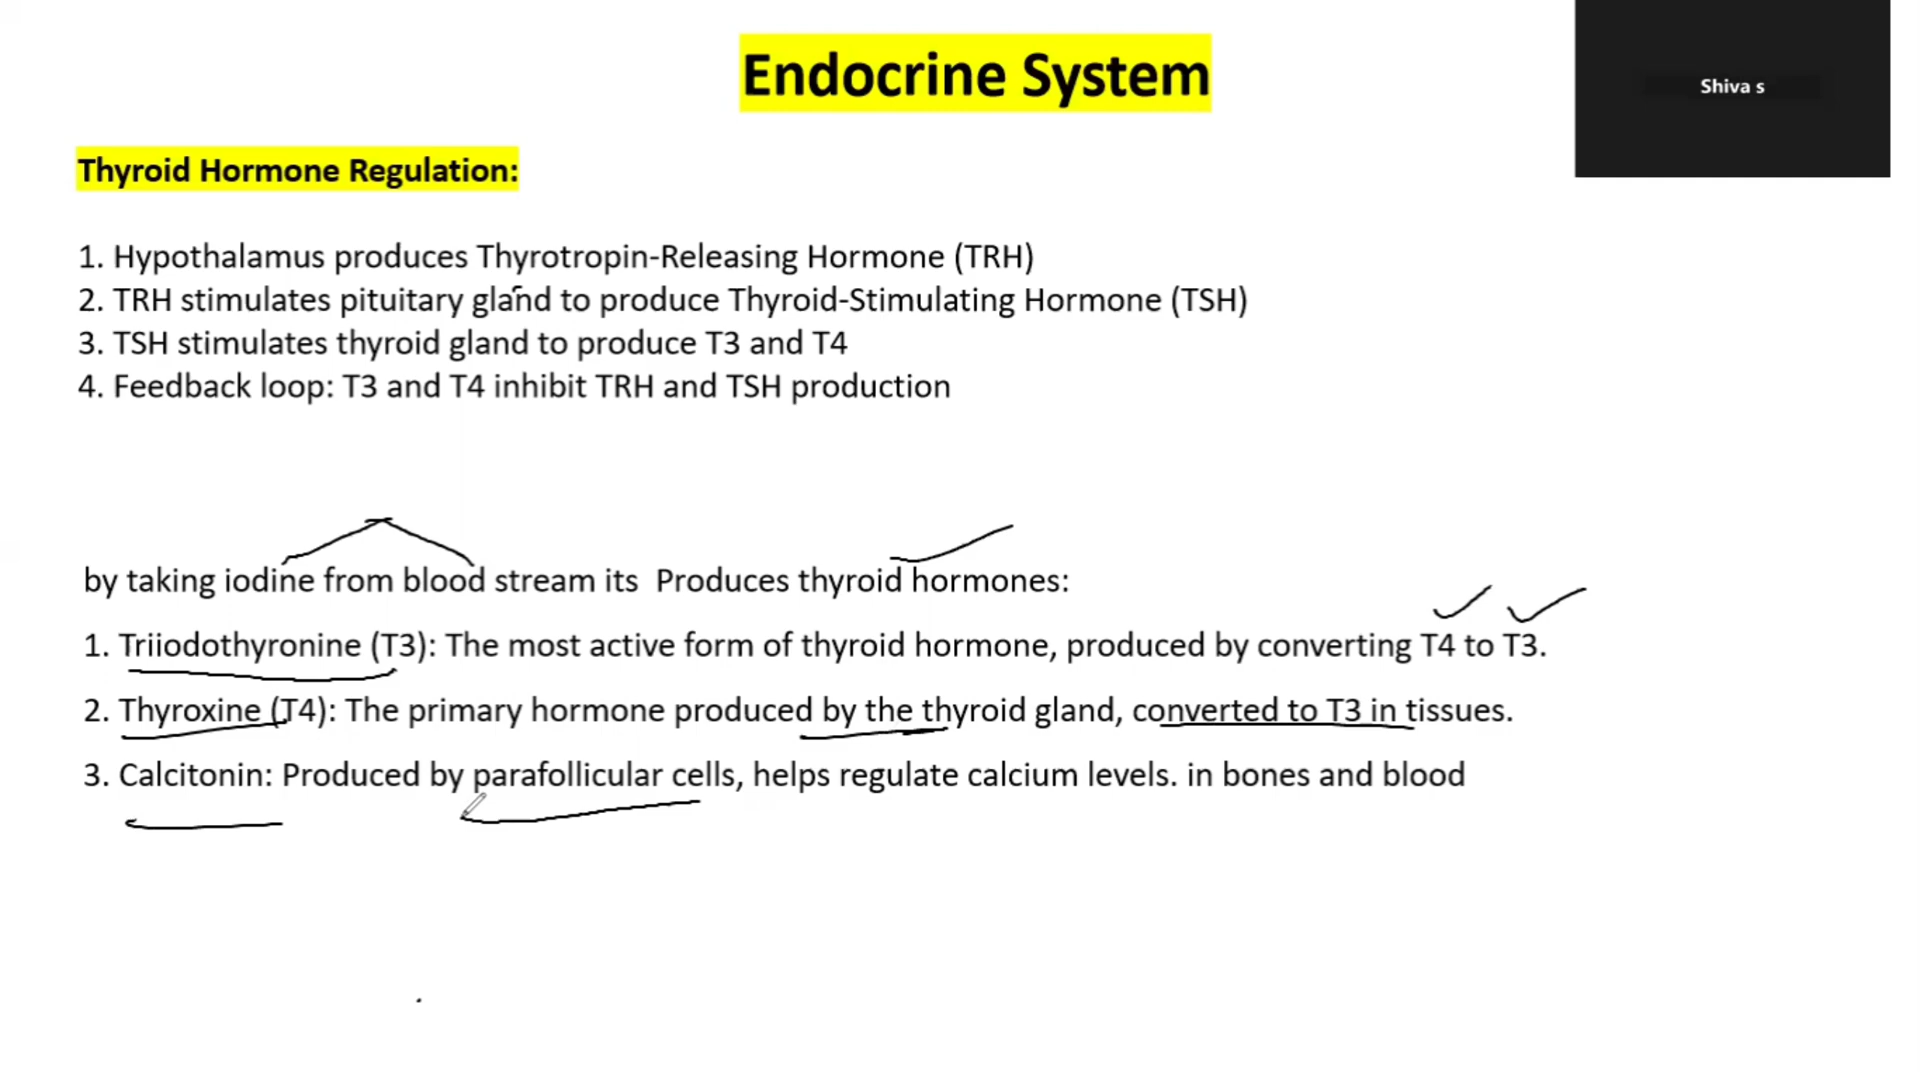 Endocrine System
Shiva s
Thyroid Hormone Regulation:
1. Hypothalamus produces Thyrotropin-Releasing Hormone (TRH)
2. TRH stimulates pituitary gland to produce Thyroid-Stimulating Hormone (TSH)
3. TSH stimulates thyroid gland to produce T3 and T4
4. Feedback loop: T3 and T4 inhibit TRH and TSH production
by taking iodine from blood stream its  Produces thyroid hormones:
1. Triiodothyronine (T3): The most active form of thyroid hormone, produced by converting T4 to T3.
2. Thyroxine (T4): The primary hormone produced by the thyroid gland, converted to T3 in tissues.
3. Calcitonin: Produced by parafollicular cells, helps regulate calcium levels. in bones and blood